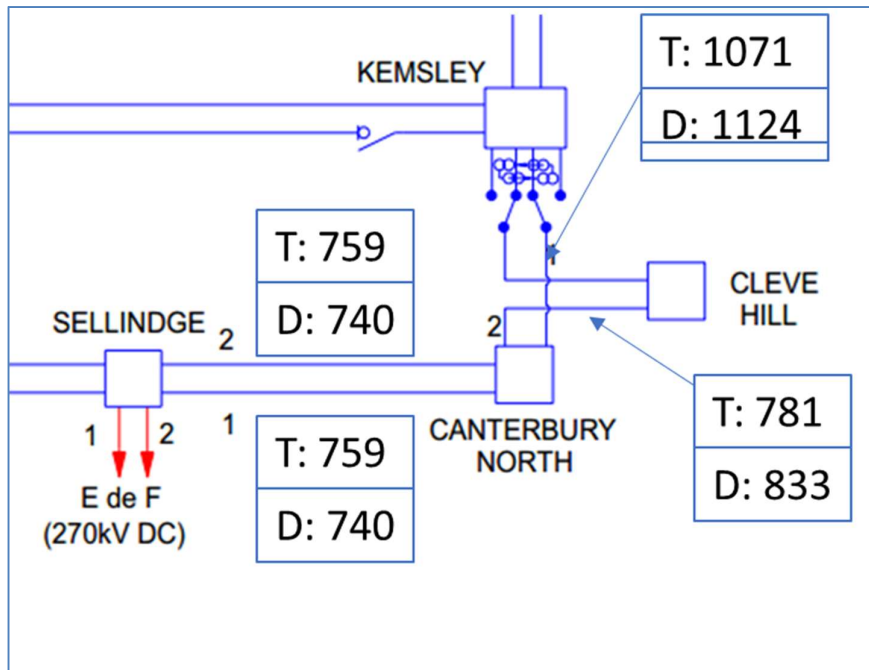 KEMSLEY
T: 1071
D: 1124
T: 759
D: 740
1
CLEVE
HILL
SELLINDGE
2
2
1
2
1
T: 759
D: 740
CANTERBURY
NORTH
T: 781
D: 833
E de F
(270kV DC)